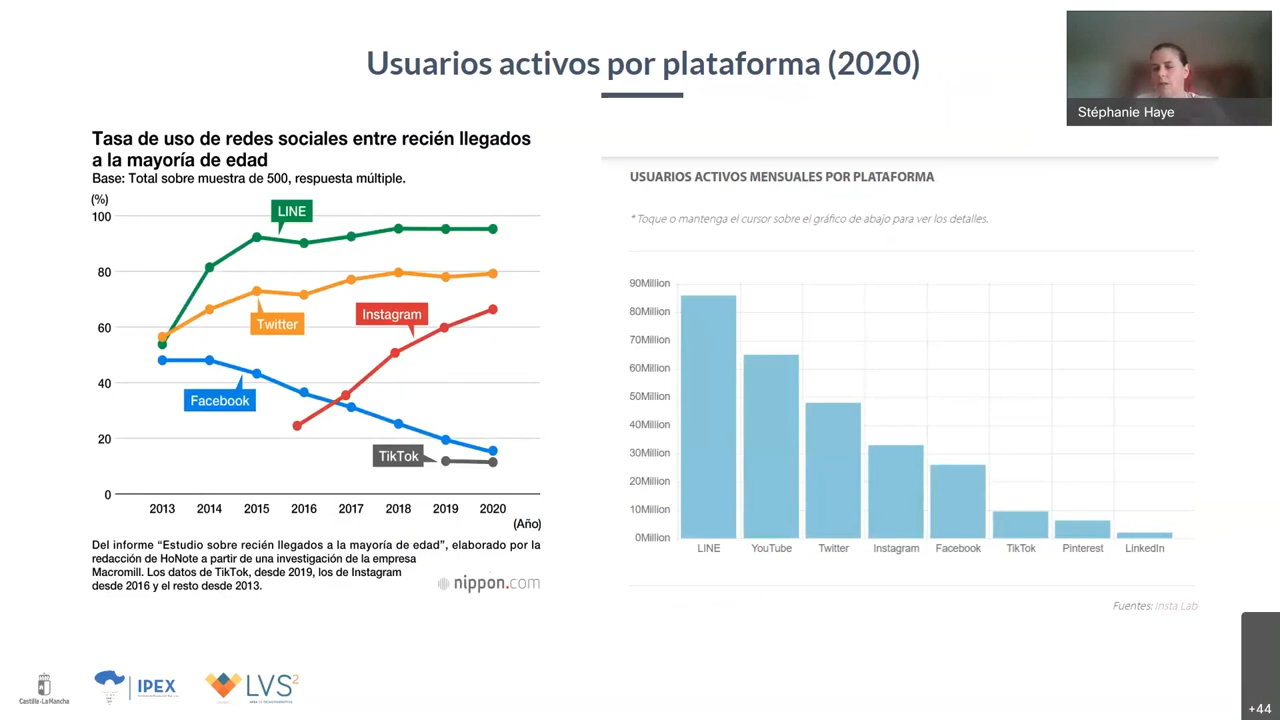 Usuarios activos por plataforma (2020)
Stéphanie Haye
Tasa de uso de redes sociales entre recién llegados
a la mayoría de edad
Base: Total sobre muestra de 500, respuesta múltiple.
(%)
100
80
60
40
20
0
LINE
Twitter
Instagram
Facebook
TikTok
2013 2014 2015 2016 2017 2018 2019 2020
(Año)
Del informe “Estudio sobre recién llegados a la mayoría de edad”, elaborado por la
redacción de HoNote a partir de una investigación de la empresa
Macromill. Los datos de TikTok, desde 2019, los de Instagram
desde 2016 y el resto desde 2013.
nippon.com
USUARIOS ACTIVOS MENSUALES POR PLATAFORMA
* Toque o mantenga el cursor sobre el gráfico de abajo para ver los detalles.
90Million
80Million
70Million
60Million
50Million
40Million
30Million
20Million
10Million
0Million
LINE YouTube Twitter Instagram Facebook TikTok Pinterest LinkedIn
Fuentes: Insta Lab
Castilla-La Mancha
IPEX
LVS2
+44